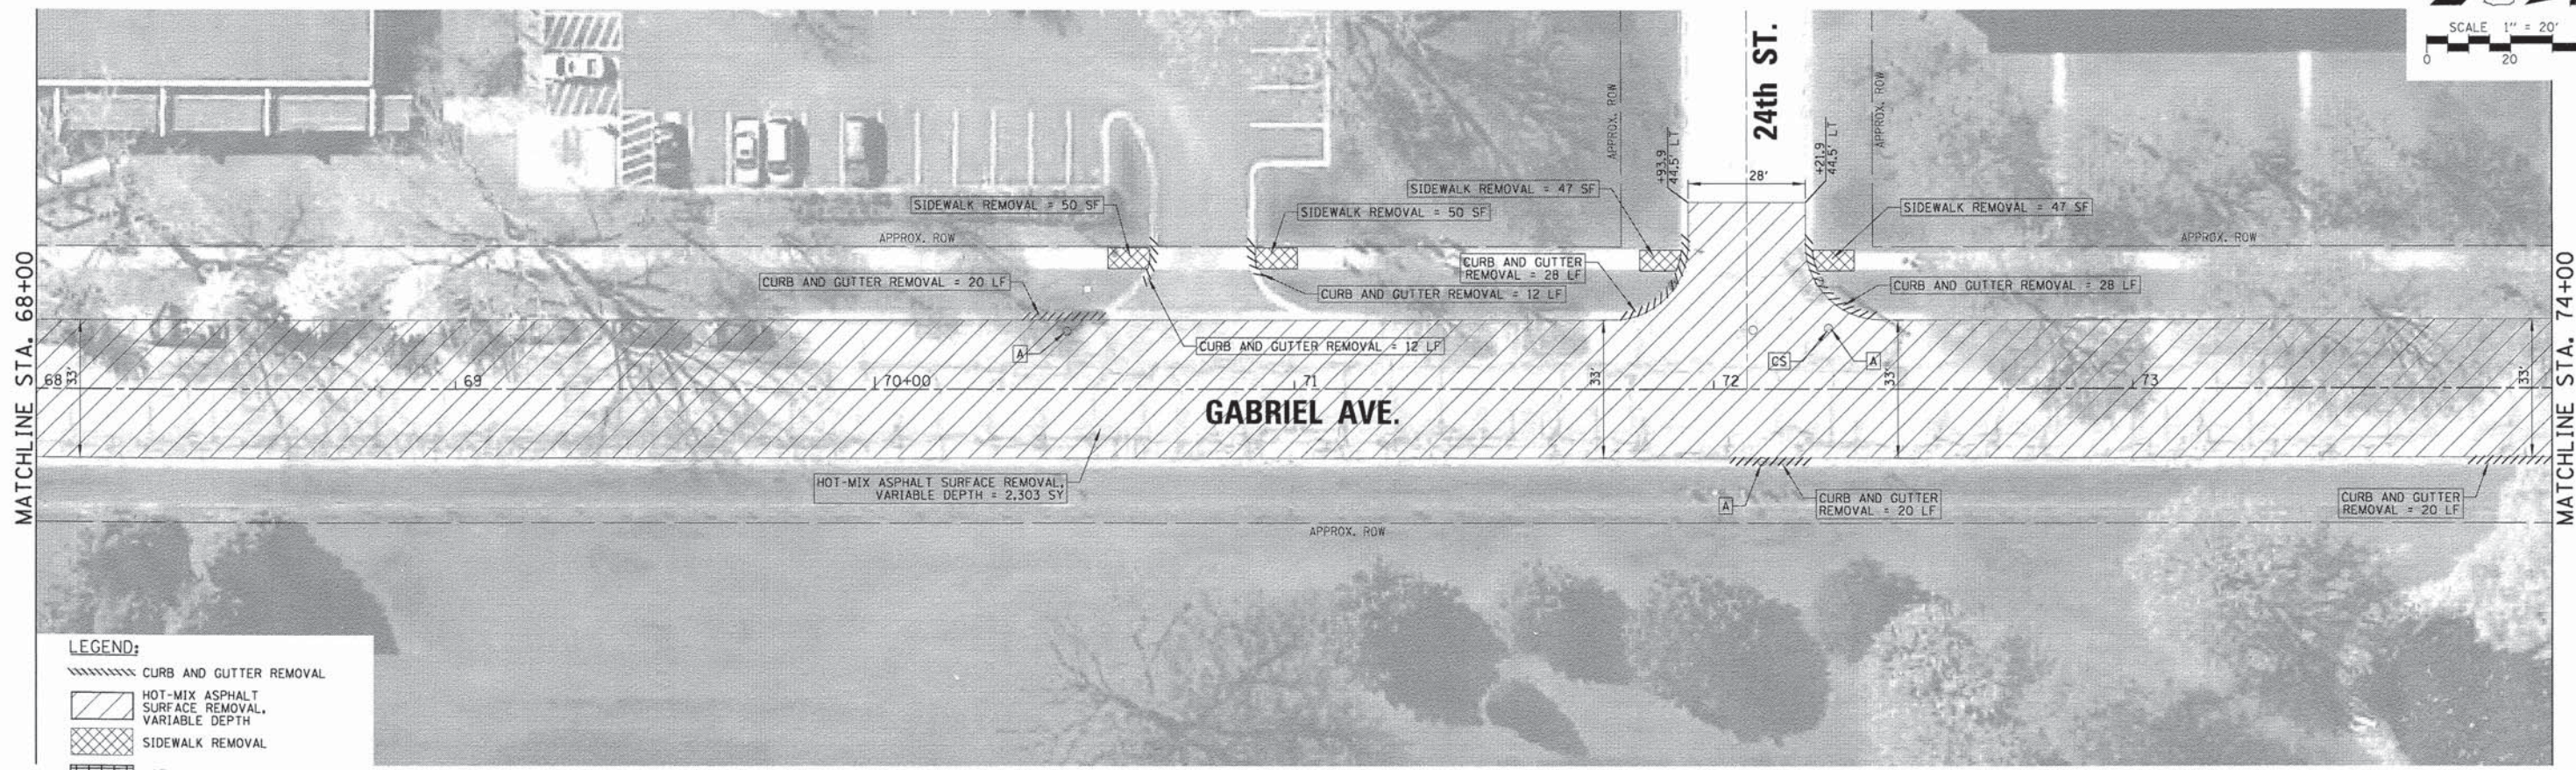 SCALE 1" = 20'
0 20
24th ST.
APPROX. ROW
APPROX. ROW
+93.9
44.5' LT
+21.9
44.5' LT
28'
SIDEWALK REMOVAL = 50 SF
SIDEWALK REMOVAL = 50 SF
SIDEWALK REMOVAL = 47 SF
SIDEWALK REMOVAL = 47 SF
APPROX. ROW
APPROX. ROW
CURB AND GUTTER REMOVAL = 20 LF
CURB AND GUTTER
REMOVAL = 28 LF
CURB AND GUTTER REMOVAL = 12 LF
CURB AND GUTTER REMOVAL = 28 LF
CURB AND GUTTER REMOVAL = 12 LF
A
CS
A
MATCHLINE STA. 68+00
68
33'
69
70+00
71
33'
72
33'
73
33'
MATCHLINE STA. 74+00
GABRIEL AVE.
HOT-MIX ASPHALT SURFACE REMOVAL,
VARIABLE DEPTH = 2,303 SY
A
CURB AND GUTTER
REMOVAL = 20 LF
CURB AND GUTTER
REMOVAL = 20 LF
APPROX. ROW
LEGEND:
CURB AND GUTTER REMOVAL
HOT-MIX ASPHALT
SURFACE REMOVAL,
VARIABLE DEPTH
SIDEWALK REMOVAL